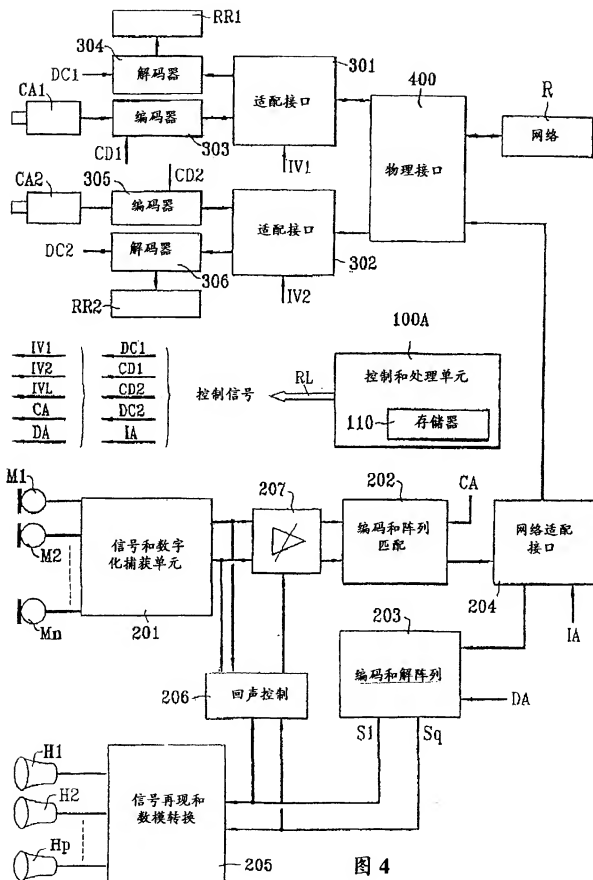 RR1
304
301
400
DC1
解码器
R
CA1
适配接口
编码器
物理接口
网络
303
CD1
IV1
CD2
CA2
305
编码器
适配接口
DC2
解码器
306
302
RR2
IV2
100A
IV1
DC1
IV2
CD1
RL
控制和处理单元
IVL
CD2
控制信号
CA
DC2
110
存储器
DA
IA
M1
207
202
CA
M2
信号和数字
化捕获单元
编码和阵列
匹配
网络适配
接口
Mn
201
203
204
IA
206
回声控制
编码和解阵列
DA
S1
Sq
H1
H2
信号再现和
数模转换
Hp
205
图 4